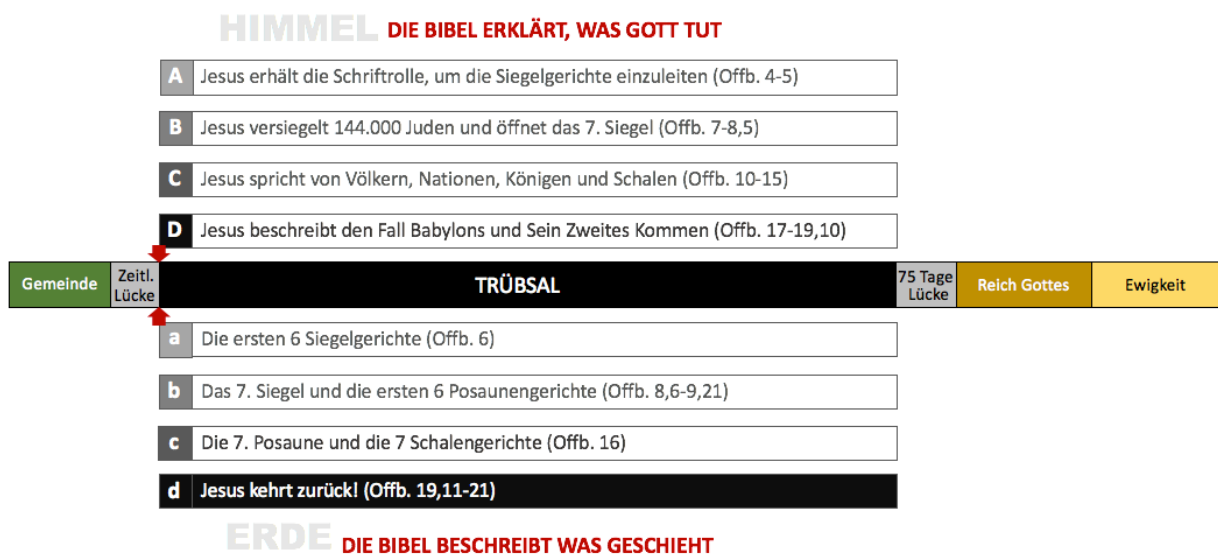 HIMMEL DIE BIBEL ERKLÄRT, WAS GOTT TUT
A Jesus erhält die Schriftrolle, um die Siegelgerichte einzuleiten (Offb. 4-5)
B Jesus versiegelt 144.000 Juden und öffnet das 7. Siegel (Offb. 7-8,5)
C Jesus spricht von Völkern, Nationen, Königen und Schalen (Offb. 10-15)
D Jesus beschreibt den Fall Babylons und Sein Zweites Kommen (Offb. 17-19,10)
Gemeinde
Zeitl.
Lücke
TRÜBSAL
75 Tage
Lücke
Reich Gottes
Ewigkeit
a Die ersten 6 Siegelgerichte (Offb. 6)
b Das 7. Siegel und die ersten 6 Posaunengerichte (Offb. 8,6-9,21)
c Die 7. Posaune und die 7 Schalengerichte (Offb. 16)
d Jesus kehrt zurück! (Offb. 19,11-21)
ERDE DIE BIBEL BESCHREIBT WAS GESCHIEHT